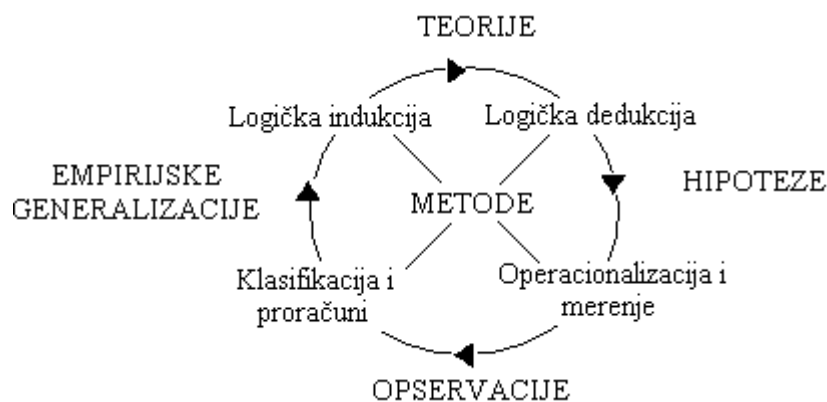 TEORIJE
Logička indukcija
Logička dedukcija
EMPIRIJSKE
GENERALIZACIJE
METODE
HIPOTEZE
Klasifikacija i
proračuni
Operacionalizacija i
merenje
OPSERVACIJE